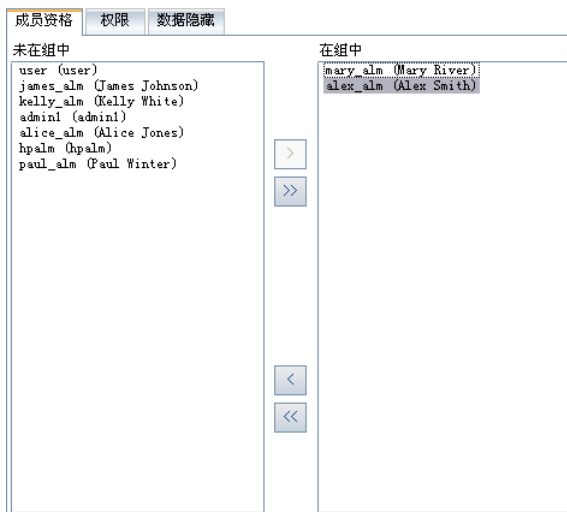 成员资格 权限 数据隐藏
未在组中
user (user)
james_alm (James Johnson)
kelly_alm (Kelly White)
admin1 (admin1)
alice_alm (Alice Jones)
hpalm (hpalm)
paul_alm (Paul Winter)
>
>>
<
<<
在组中
mary_alm (Mary River)
alex_alm (Alex Smith)